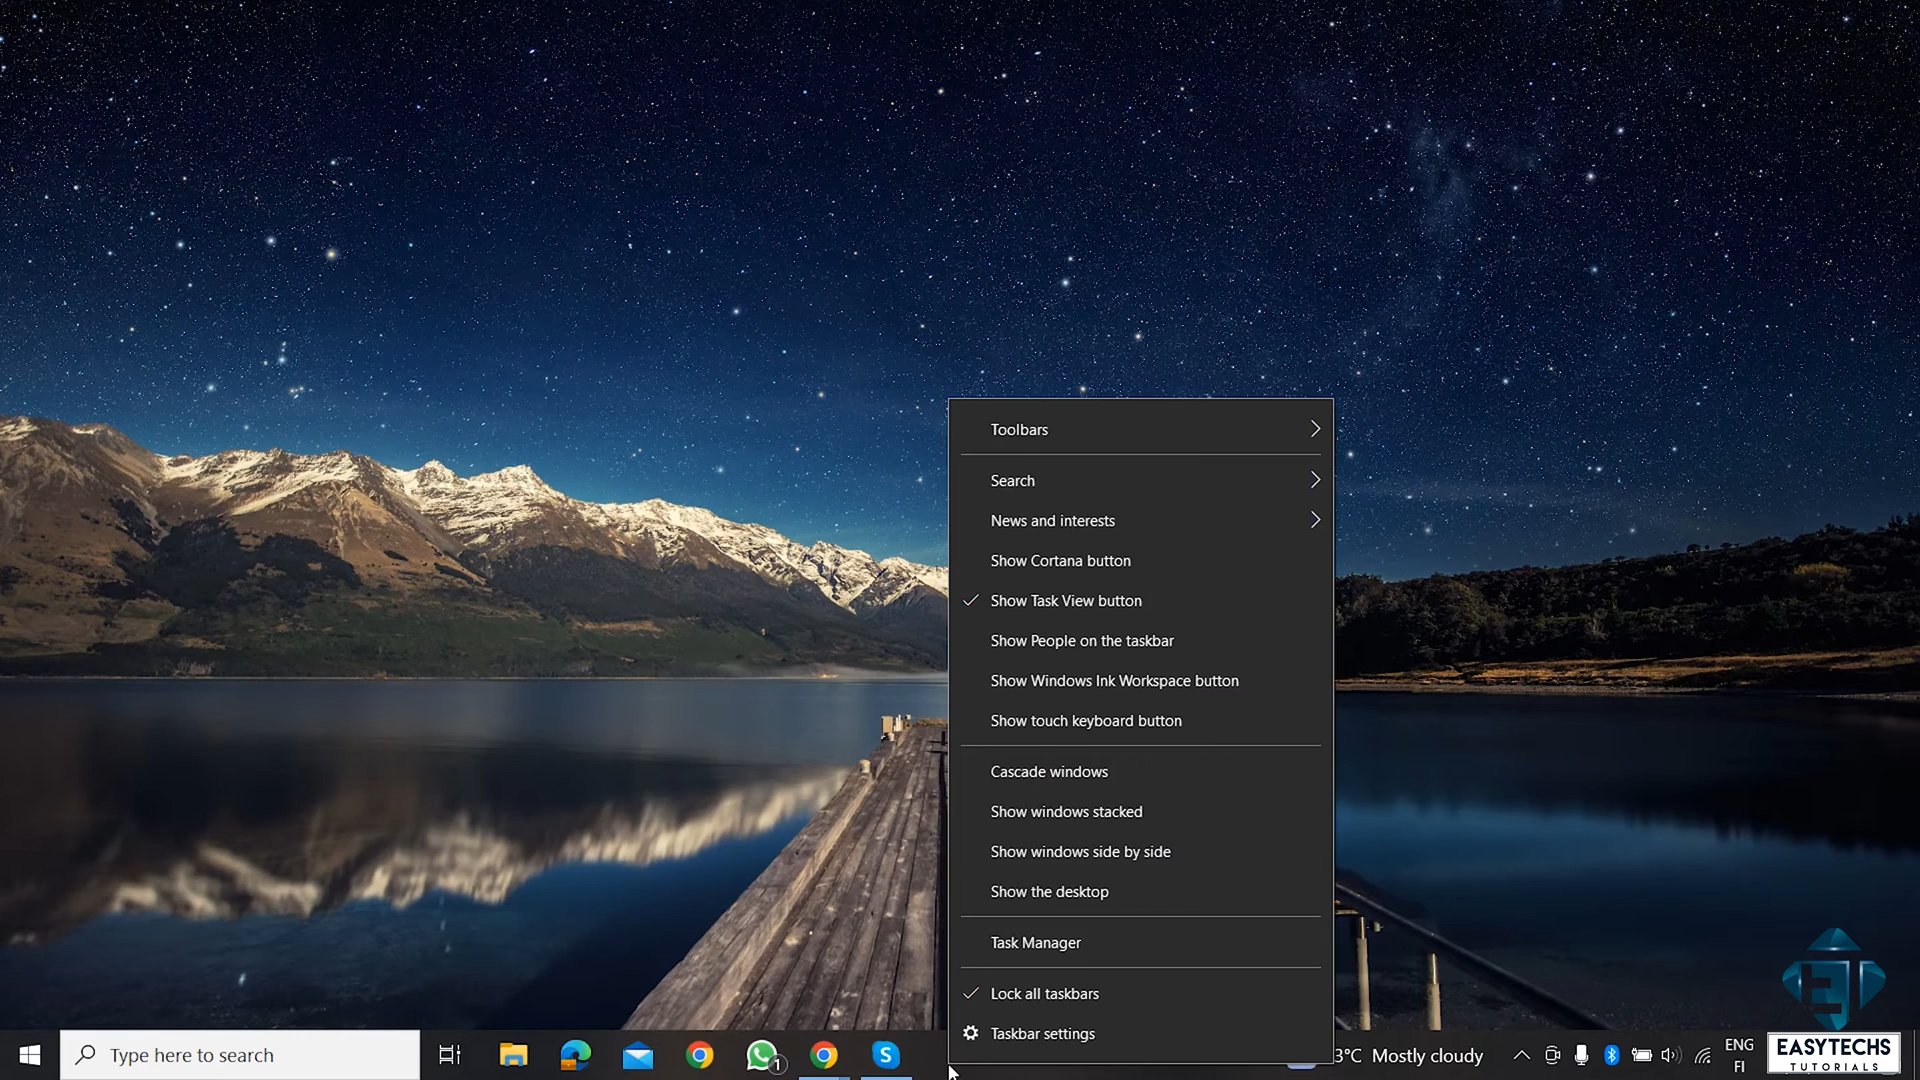 Toolbars
Search
News and interests
Show Cortana button
Show Task View button
Show People on the taskbar
Show Windows Ink Workspace button
Show touch keyboard button
Cascade windows
Show windows stacked
Show windows side by side
Show the desktop
Task Manager
Lock all taskbars
Taskbar settings
Type here to search
1
S
3°C Mostly cloudy
ENG
FI
ET
EASYTECHS
TUTORIALS